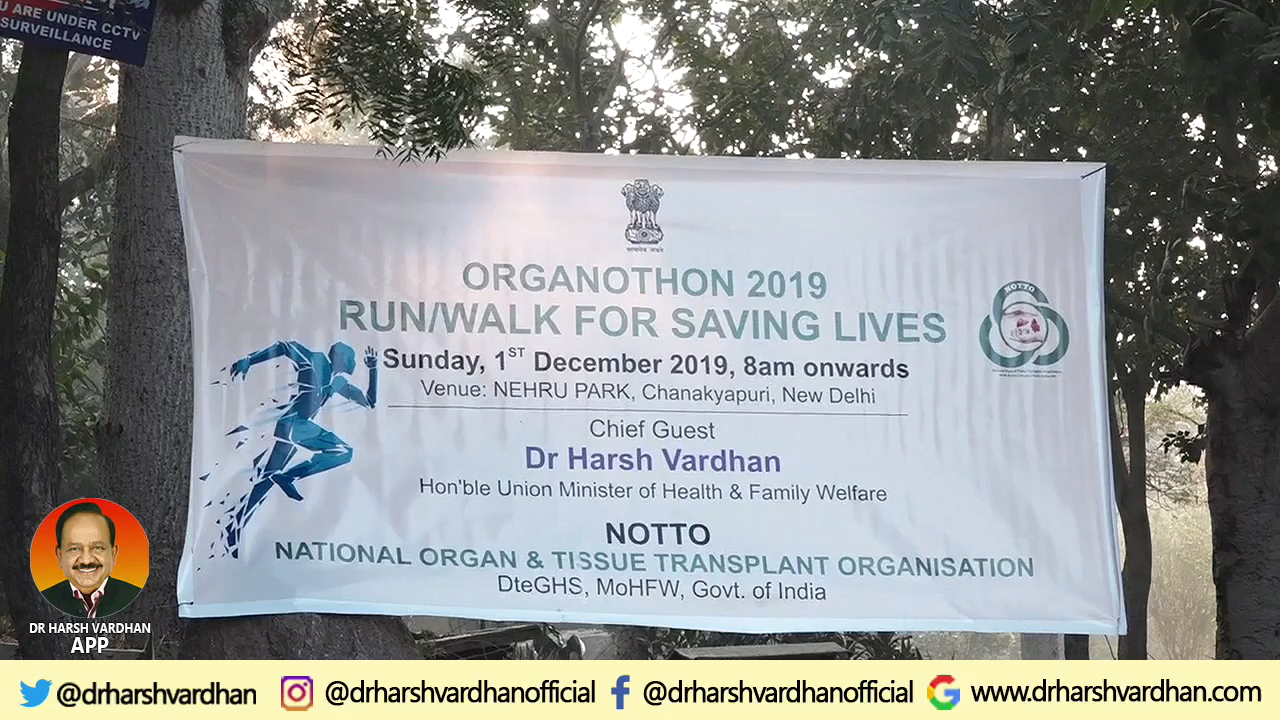 U ARE UNDER CCTV
SURVEILLANCE
सत्यमेव जयते
ORGANOTHON 2019
RUN/WALK FOR SAVING LIVES
NOTTO
Sunday, 1ST December 2019, 8am onwards
Venue: NEHRU PARK, Chanakyapuri, New Delhi
Chief Guest
Dr Harsh Vardhan
Hon'ble Union Minister of Health & Family Welfare
NOTTO
NATIONAL ORGAN & TISSUE TRANSPLANT ORGANISATION
DteGHS, MoHFW, Govt. of India
DR HARSH VARDHAN
APP
@drharshvardhan @drharshvardhanofficial @drharshvardhanofficial www.drharshvardhan.com